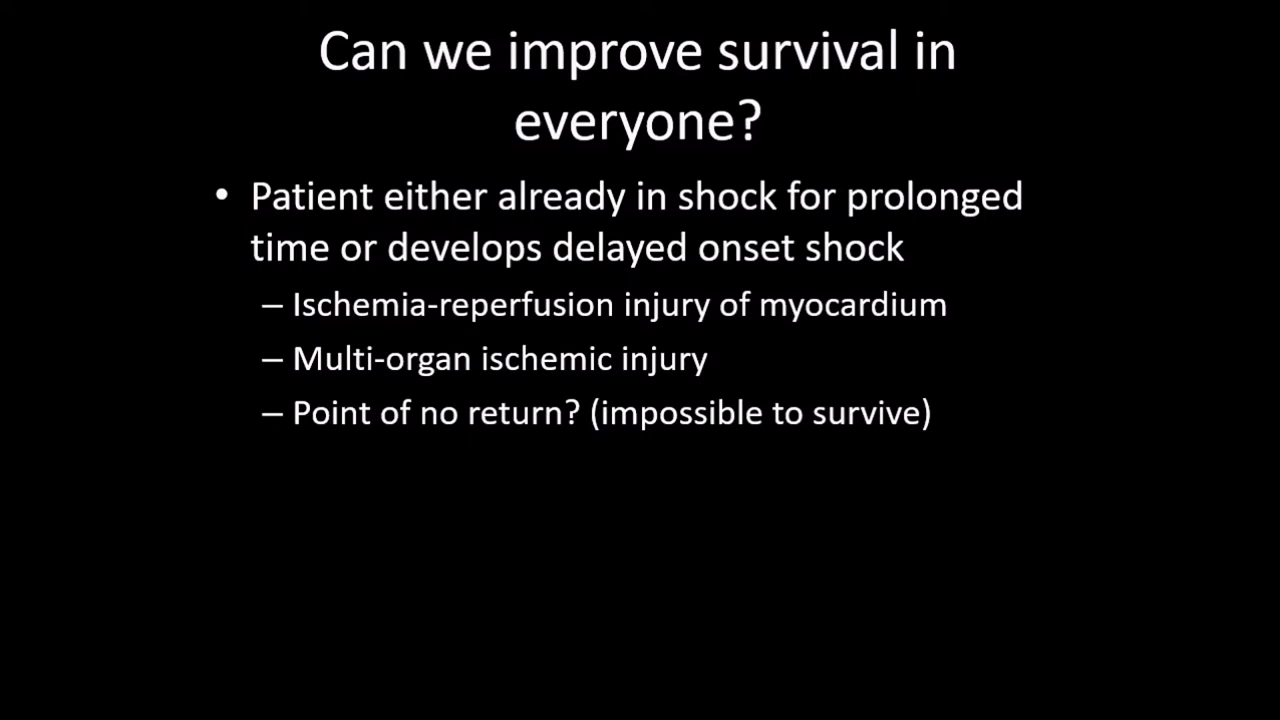 Can we improve survival in
everyone?
• Patient either already in shock for prolonged
time or develops delayed onset shock
– Ischemia-reperfusion injury of myocardium
– Multi-organ ischemic injury
– Point of no return? (impossible to survive)